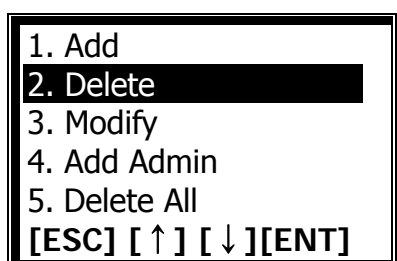 1. Add
2. Delete
3. Modify
4. Add Admin
5. Delete All
[ESC] [↑] [↓][ENT]